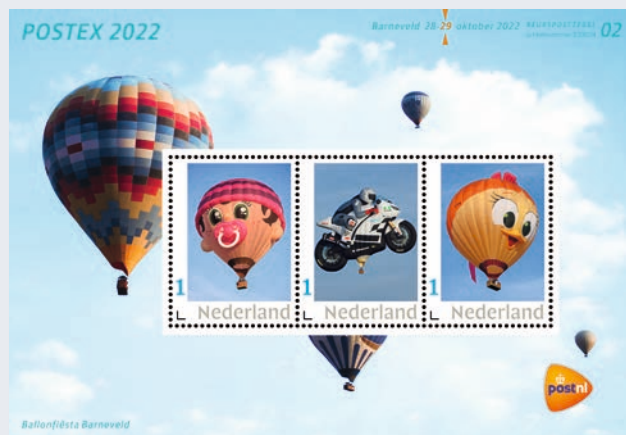 POSTEX 2022
Barneveld 28-29 oktober 2022
02
1
Nederland
1
Nederland
1
Nederland
postnl
Ballonfiësta Barneveld